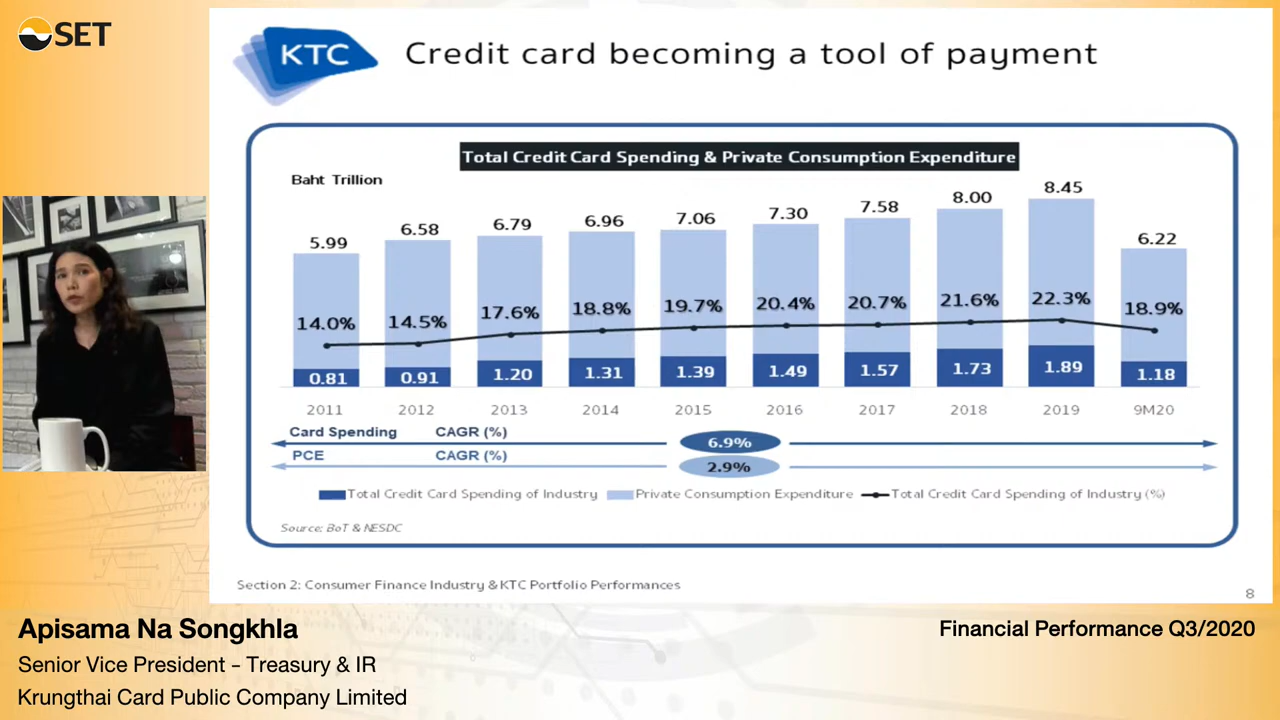 SET
KTC
Credit card becoming a tool of payment
Total Credit Card Spending & Private Consumption Expenditure
Baht Trillion
5.99 6.58 6.79 6.96 7.06 7.30 7.58 8.00 8.45 6.22
14.0% 14.5% 17.6% 18.8% 19.7% 20.4% 20.7% 21.6% 22.3% 18.9%
0.81 0.91 1.20 1.31 1.39 1.49 1.57 1.73 1.89 1.18
2011 2012 2013 2014 2015 2016 2017 2018 2019 9M20
Card Spending CAGR (%) 6.9%
PCE CAGR (%) 2.9%
Total Credit Card Spending of Industry Private Consumption Expenditure Total Credit Card Spending of Industry (%)
Source: BoT & NESDC
Section 2: Consumer Finance Industry & KTC Portfolio Performances
8
Apisama Na Songkhla
Senior Vice President - Treasury & IR
Krungthai Card Public Company Limited
Financial Performance Q3/2020